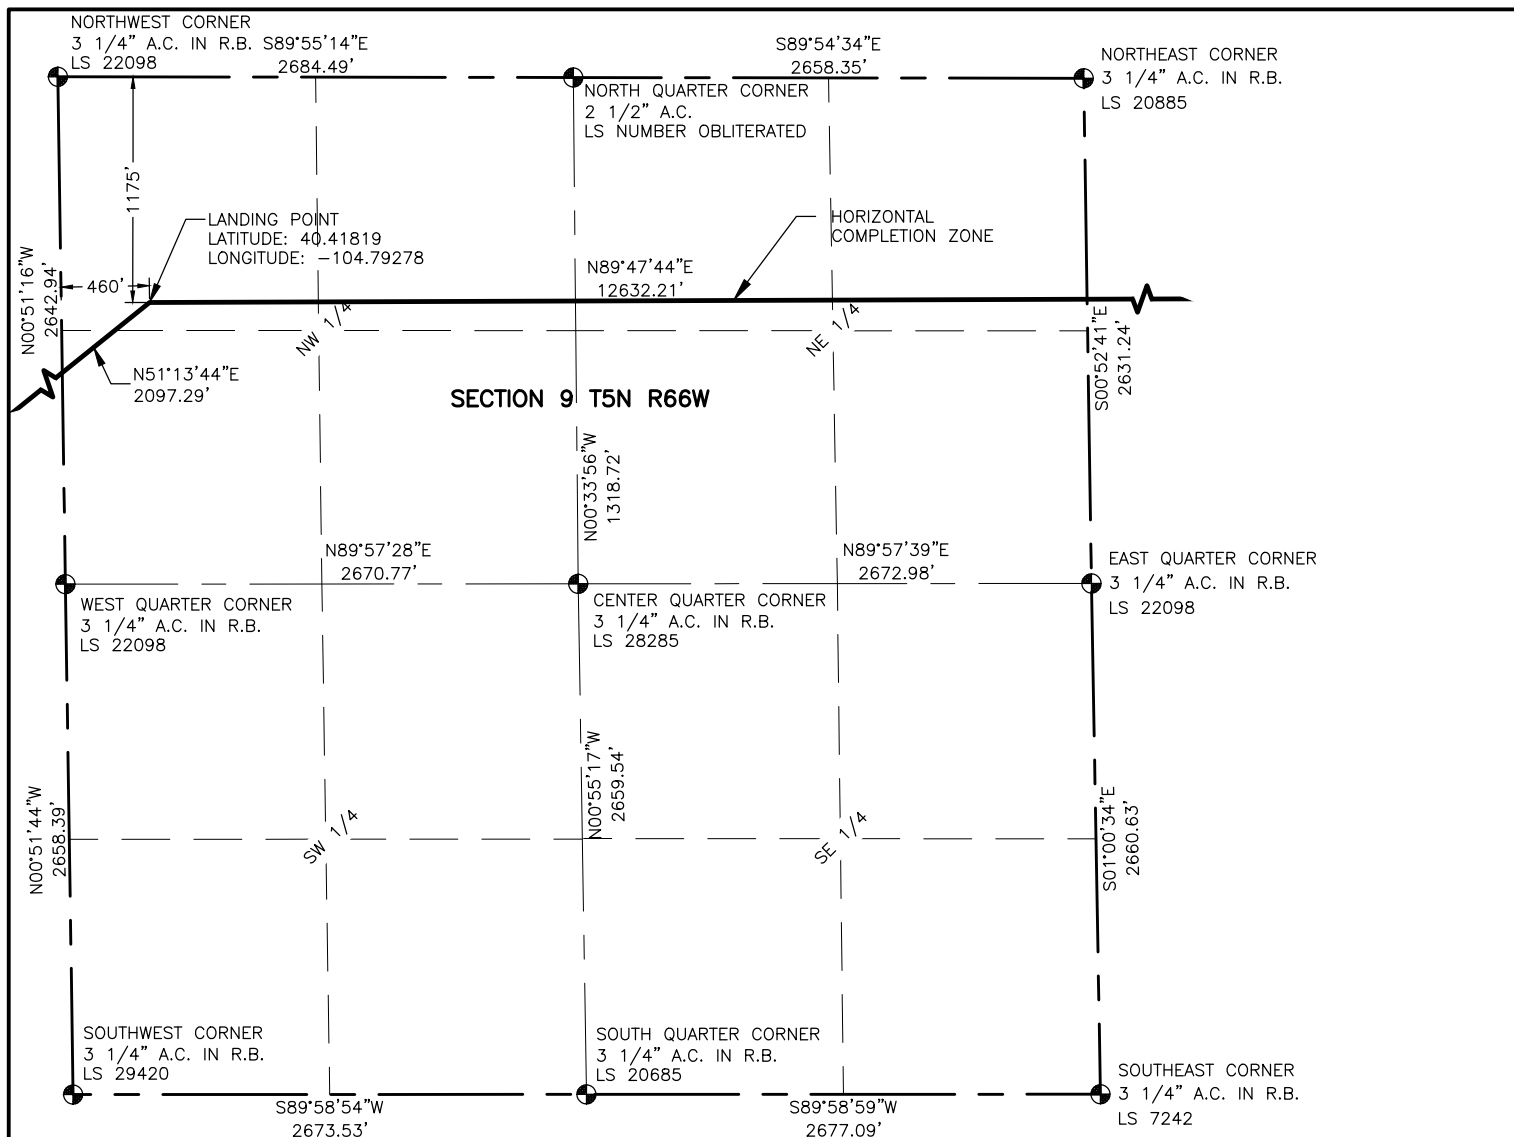 NORTHWEST CORNER
3 1/4" A.C. IN R.B.
LS 22098
S89°55'14"E
2684.49'
S89°54'34"E
2658.35'
NORTHEAST CORNER
3 1/4" A.C. IN R.B.
LS 20885
NORTH QUARTER CORNER
2 1/2" A.C.
LS NUMBER OBLITERATED
1175'
LANDING POINT
LATITUDE: 40.41819
LONGITUDE: -104.79278
HORIZONTAL
COMPLETION ZONE
N00°51'16"W
2642.94'
460'
N89°47'44"E
12632.21'
NW 1/4
NE 1/4
S00°52'41"E
2631.24'
N51°13'44"E
2097.29'
SECTION 9 T5N R66W
N00°33'56"W
1318.72'
N89°57'28"E
2670.77'
N89°57'39"E
2672.98'
EAST QUARTER CORNER
3 1/4" A.C. IN R.B.
LS 22098
WEST QUARTER CORNER
3 1/4" A.C. IN R.B.
LS 22098
CENTER QUARTER CORNER
3 1/4" A.C. IN R.B.
LS 28285
N00°51'44"W
2658.39'
SW 1/4
N00°55'17"W
2659.54'
SE 1/4
S01°00'34"E
2660.63'
SOUTHWEST CORNER
3 1/4" A.C. IN R.B.
LS 29420
SOUTH QUARTER CORNER
3 1/4" A.C. IN R.B.
LS 20685
SOUTHEAST CORNER
3 1/4" A.C. IN R.B.
LS 7242
S89°58'54"W
2673.53'
S89°58'59"W
2677.09'